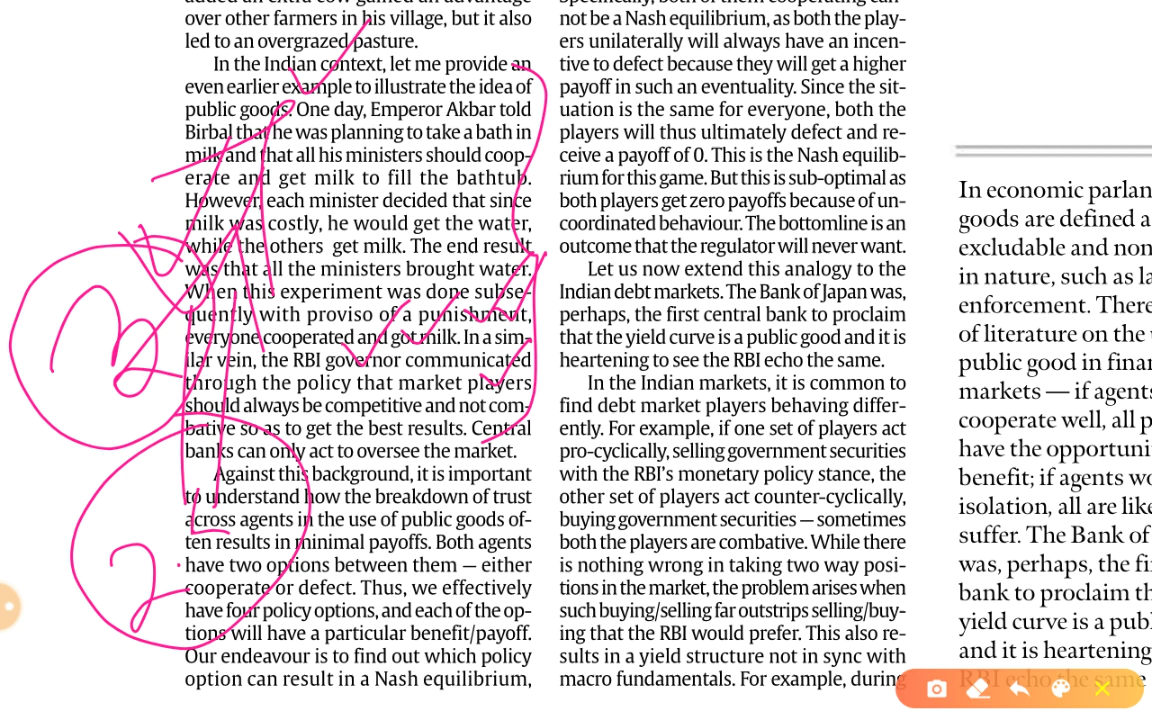 over other farmers in his village, but it also
led to an overgrazed pasture.
In the Indian context, let me provide an
even earlier example to illustrate the idea of
public goods. One day, Emperor Akbar told
Birbal that he was planning to take a bath in
milk and that all his ministers should coop-
erate and get milk to fill the bathtub.
However, each minister decided that since
milk was costly, he would get the water,
while the others get milk. The end result
was that all the ministers brought water.
When this experiment was done subse-
quently with proviso of a punishment,
everyone cooperated and got milk. In a sim-
ilar vein, the RBI governor communicated
through the policy that market players
should always be competitive and not com-
bative so as to get the best results. Central
banks can only act to oversee the market.
Against this background, it is important
to understand how the breakdown of trust
across agents in the use of public goods of-
ten results in minimal payoffs. Both agents
have two options between them — either
cooperate or defect. Thus, we effectively
have four policy options, and each of the op-
tions will have a particular benefit/payoff.
Our endeavour is to find out which policy
option can result in a Nash equilibrium,
not be a Nash equilibrium, as both the play-
ers unilaterally will always have an incen-
tive to defect because they will get a higher
payoff in such an eventuality. Since the sit-
uation is the same for everyone, both the
players will thus ultimately defect and re-
ceive a payoff of 0. This is the Nash equilib-
rium for this game. But this is sub-optimal as
both players get zero payoffs because of un-
coordinated behaviour. The bottomline is an
outcome that the regulator will never want.
Let us now extend this analogy to the
Indian debt markets. The Bank of Japan was,
perhaps, the first central bank to proclaim
that the yield curve is a public good and it is
heartening to see the RBI echo the same.
In the Indian markets, it is common to
find debt market players behaving differ-
ently. For example, if one set of players act
pro-cyclically, selling government securities
with the RBI's monetary policy stance, the
other set of players act counter-cyclically,
buying government securities — sometimes
both the players are combative. While there
is nothing wrong in taking two way posi-
tions in the market, the problem arises when
such buying/selling far outstrips selling/buy-
ing that the RBI would prefer. This also re-
sults in a yield structure not in sync with
macro fundamentals. For example, during
In economic parlan
goods are defined a
excludable and non
in nature, such as la
enforcement. There
of literature on the
public good in finan
markets — if agents
cooperate well, all p
have the opportuni
benefit; if agents wo
isolation, all are like
suffer. The Bank of
was, perhaps, the fi
bank to proclaim th
yield curve is a publ
and it is heartening
RBI echo the same
2